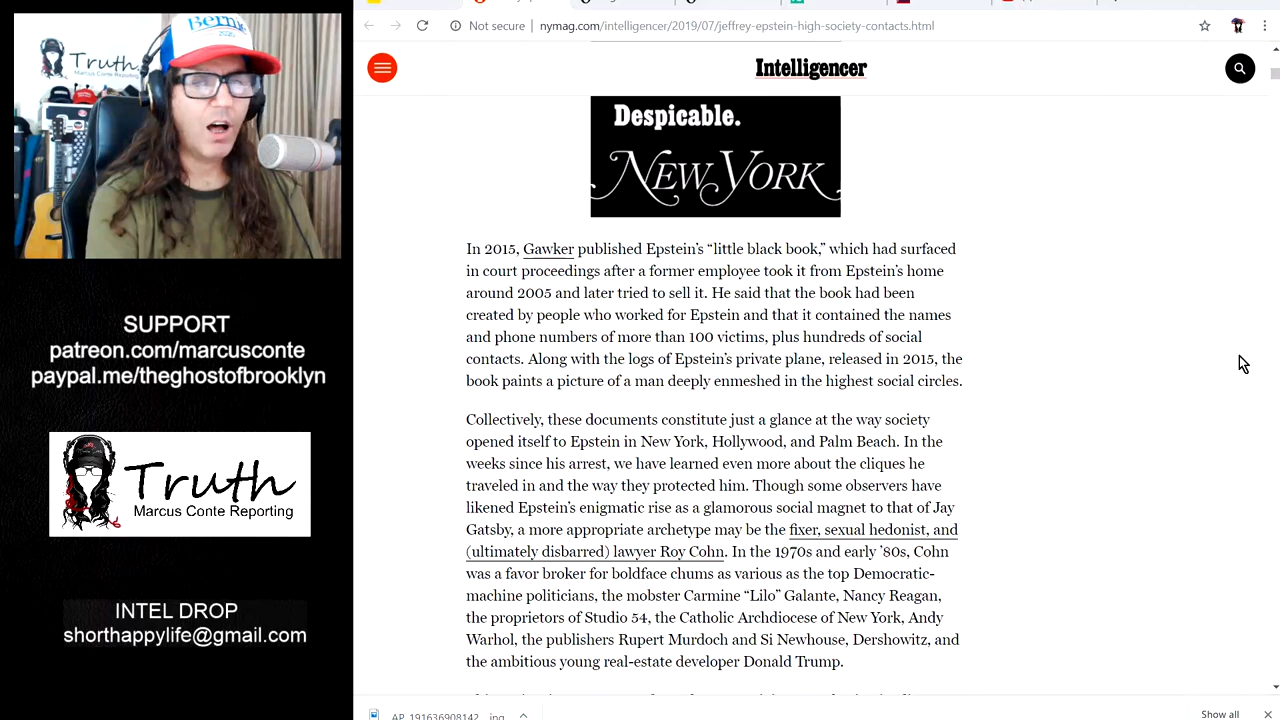 Bernie
2020
Truth.
Marcus Conte Reporting
Not secure
nymag.com/intelligencer/2019/07/jeffrey-epstein-high-society-contacts.html
Intelligencer
Despicable.
NEW YORK
In 2015, Gawker published Epstein's “little black book,” which had surfaced
in court proceedings after a former employee took it from Epstein's home
around 2005 and later tried to sell it. He said that the book had been
created by people who worked for Epstein and that it contained the names
and phone numbers of more than 100 victims, plus hundreds of social
contacts. Along with the logs of Epstein's private plane, released in 2015, the
book paints a picture of a man deeply enmeshed in the highest social circles.
Collectively, these documents constitute just a glance at the way society
opened itself to Epstein in New York, Hollywood, and Palm Beach. In the
weeks since his arrest, we have learned even more about the cliques he
traveled in and the way they protected him. Though some observers have
likened Epstein's enigmatic rise as a glamorous social magnet to that of Jay
Gatsby, a more appropriate archetype may be the fixer, sexual hedonist, and
(ultimately disbarred) lawyer Roy Cohn. In the 1970s and early ’80s, Cohn
was a favor broker for boldface chums as various as the top Democratic-
machine politicians, the mobster Carmine “Lilo” Galante, Nancy Reagan,
the proprietors of Studio 54, the Catholic Archdiocese of New York, Andy
Warhol, the publishers Rupert Murdoch and Si Newhouse, Dershowitz, and
the ambitious young real-estate developer Donald Trump.
SUPPORT
patreon.com/marcusconte
paypal.me/theghostofbrooklyn
Truth
Marcus Conte Reporting
INTEL DROP
shorthappylife@gmail.com
AP_191636908142....jpg
Show all